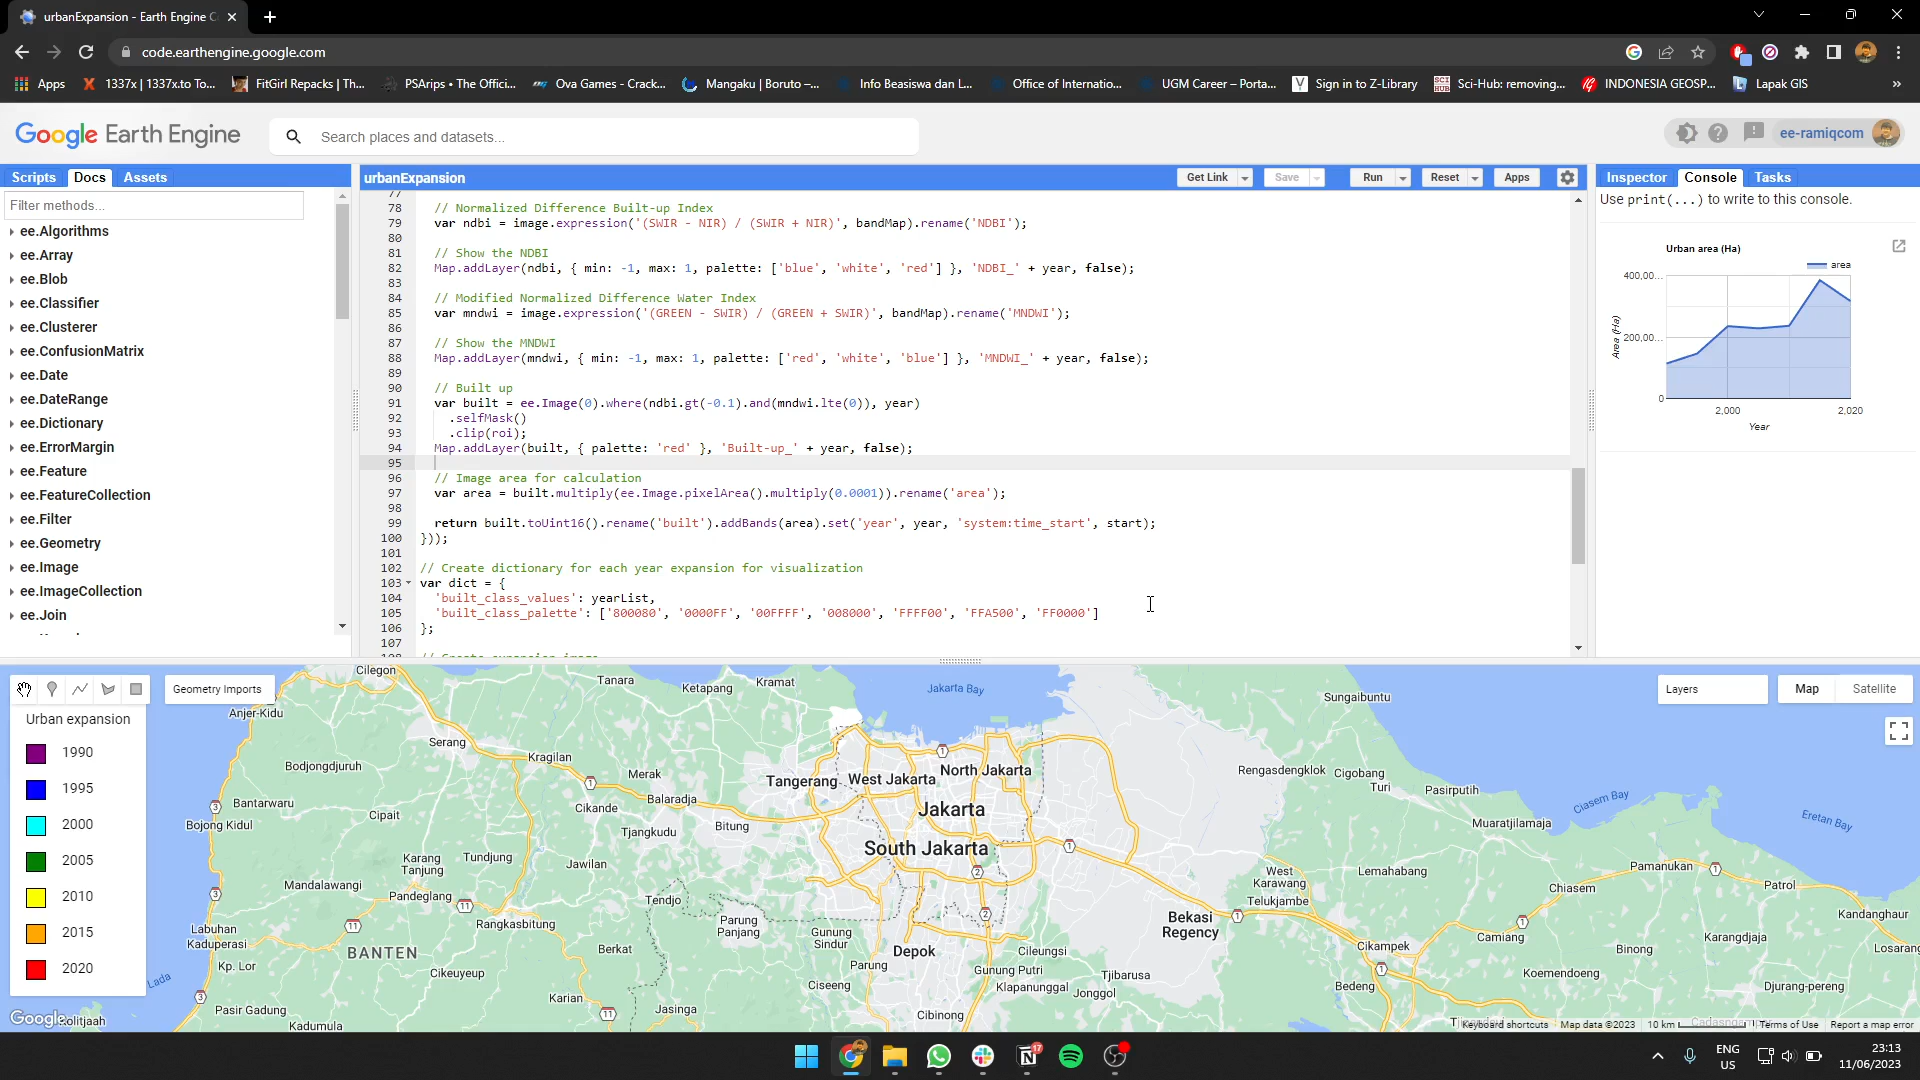 urbanExpansion - Earth Engine C
code.earthengine.google.com
Apps
1337x | 1337x.to To...
FitGirl Repacks | Th...
PSArips • The Offici...
Ova Games - Crack...
Mangaku | Boruto –...
Info Beasiswa dan L...
Office of Internatio...
UGM Career – Porta...
Sign in to Z-Library
Sci-Hub: removing...
INDONESIA GEOSP...
Lapak GIS
Google Earth Engine
Search places and datasets...
ee-ramiqcom
Scripts
Docs
Assets
Filter methods...
ee.Algorithms
ee.Array
ee.Blob
ee.Classifier
ee.Clusterer
ee.ConfusionMatrix
ee.Date
ee.DateRange
ee.Dictionary
ee.ErrorMargin
ee.Feature
ee.FeatureCollection
ee.Filter
ee.Geometry
ee.Image
ee.ImageCollection
ee.Join
urbanExpansion
Get Link
Save
Run
Reset
Apps
77
78 // Normalized Difference Built-up Index
79 var ndbi = image.expression('(SWIR - NIR) / (SWIR + NIR)', bandMap).rename('NDBI');
80
81 // Show the NDBI
82 Map.addLayer(ndbi, { min: -1, max: 1, palette: ['blue', 'white', 'red'] }, 'NDBI_' + year, false);
83
84 // Modified Normalized Difference Water Index
85 var mndwi = image.expression('(GREEN - SWIR) / (GREEN + SWIR)', bandMap).rename('MNDWI');
86
87 // Show the MNDWI
88 Map.addLayer(mndwi, { min: -1, max: 1, palette: ['red', 'white', 'blue'] }, 'MNDWI_' + year, false);
89
90 // Built up
91 var built = ee.Image(0).where(ndbi.gt(-0.1).and(mndwi.lte(0)), year)
92 .selfMask()
93 .clip(roi);
94 Map.addLayer(built, { palette: 'red' }, 'Built-up_' + year, false);
95
96 // Image area for calculation
97 var area = built.multiply(ee.Image.pixelArea().multiply(0.0001)).rename('area');
98
99 return built.toUint16().rename('built').addBands(area).set('year', year, 'system:time_start', start);
100 }));
101
102 // Create dictionary for each year expansion for visualization
103 var dict = {
104 'built_class_values': yearList,
105 'built_class_palette': ['800080', '0000FF', '00FFFF', '008000', 'FFFF00', 'FFA500', 'FF0000']
106 };
107
108 // Create expansion image
Inspector
Console
Tasks
Use print(...) to write to this console.
Urban area (Ha)
area
400,00...
200,00...
0
Area (Ha)
2,000
2,020
Year
Geometry Imports
Layers
Map
Satellite
Urban expansion
1990
1995
2000
2005
2010
2015
2020
Cilegon
Tanara
Ketapang
Kramat
Jakarta Bay
Sungaibuntu
Anjer-Kidu
Serang
Kragilan
Bodjongdjuruh
Merak
Tangerang
West Jakarta
North Jakarta
Rengasdengklok
Cigobang
Turi
Pasirputih
Ciasem Bay
Eretan Bay
Bantarwaru
Cikande
Balaradja
Jakarta
Bojong Kidul
Cipait
Tjangkudu
Bitung
Muaratjilamaja
South Jakarta
Karang
Tanjung
Tundjung
Jawilan
West
Karawang
Lemahabang
Pamanukan
Mandalawangi
Pandeglang
Tendjo
Telukjambe
Chiasem
Patrol
Rangkasbitung
Parung
Panjang
Bekasi
Regency
Kandanghaur
Labuhan
Kaduperasi
Gunung
Sindur
Camiang
Karangdjaja
BANTEN
Berkat
Depok
Cileungsi
Cikampek
Binong
Losarang
Kp. Lor
Cikeuyeup
Parung
Gunung Putri
Tjibarusa
Koemendoeng
Lada
Ciseeng
Klapanunggal
Jonggol
Bedeng
Djurang-pereng
Karian
Pasir Gadung
Jasinga
Cibinong
Kadumula
Google
Keyboard shortcuts
Map data ©2023
10 km
Terms of Use
Report a map error
17
ENG
US
23:13
11/06/2023